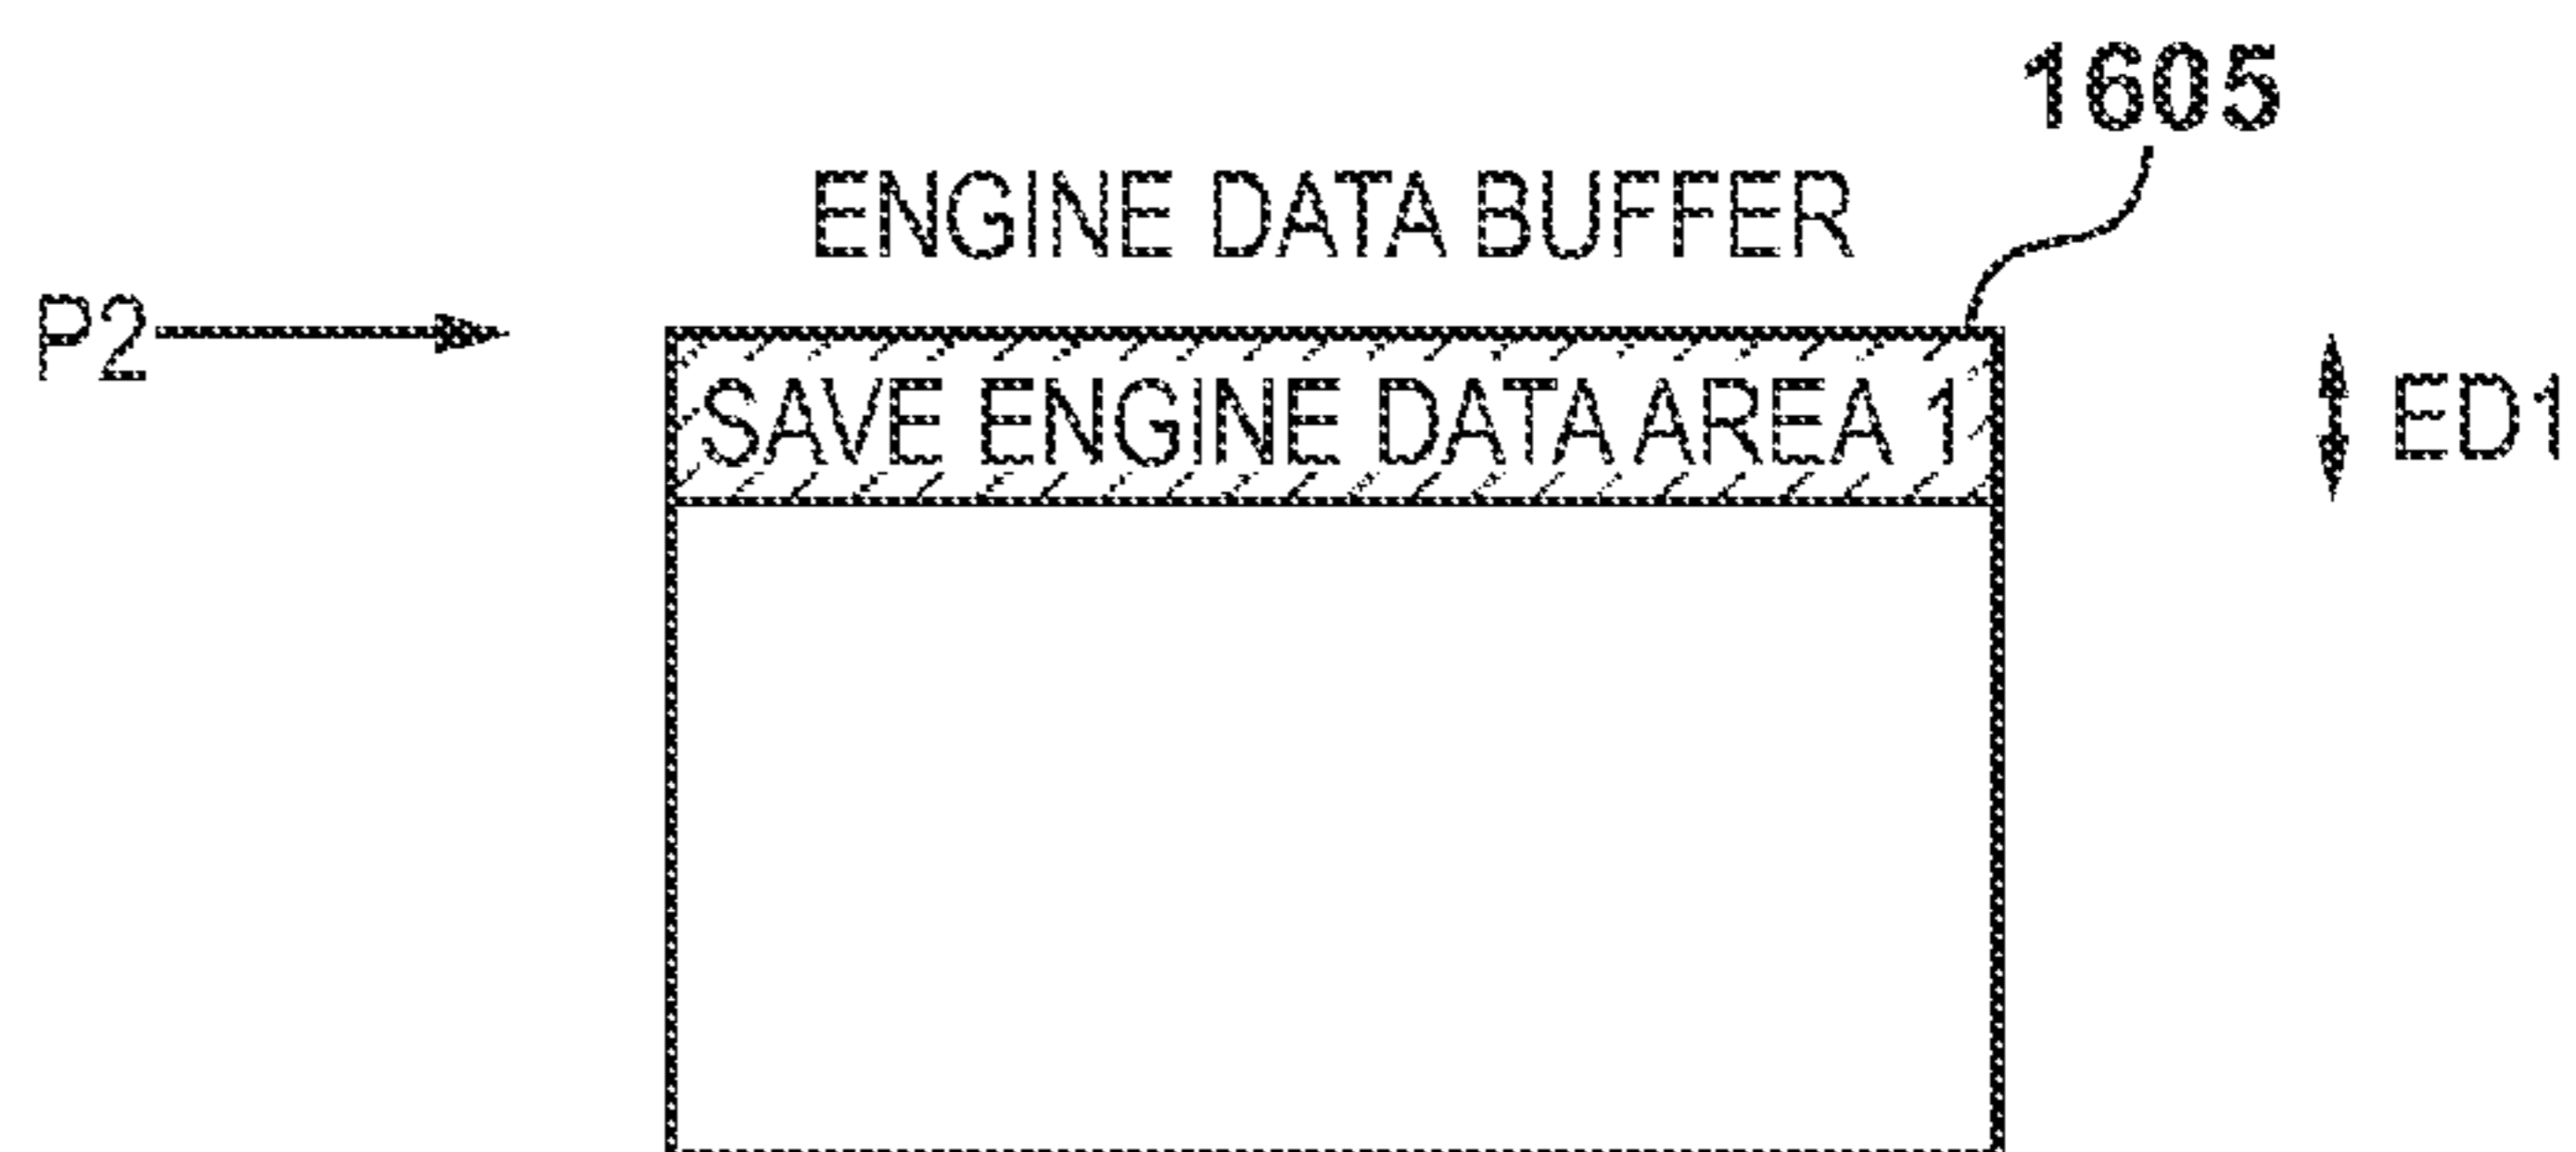 1605
ENGINE DATA BUFFER
P2
SAVE ENGINE DATA AREA 1
ED1